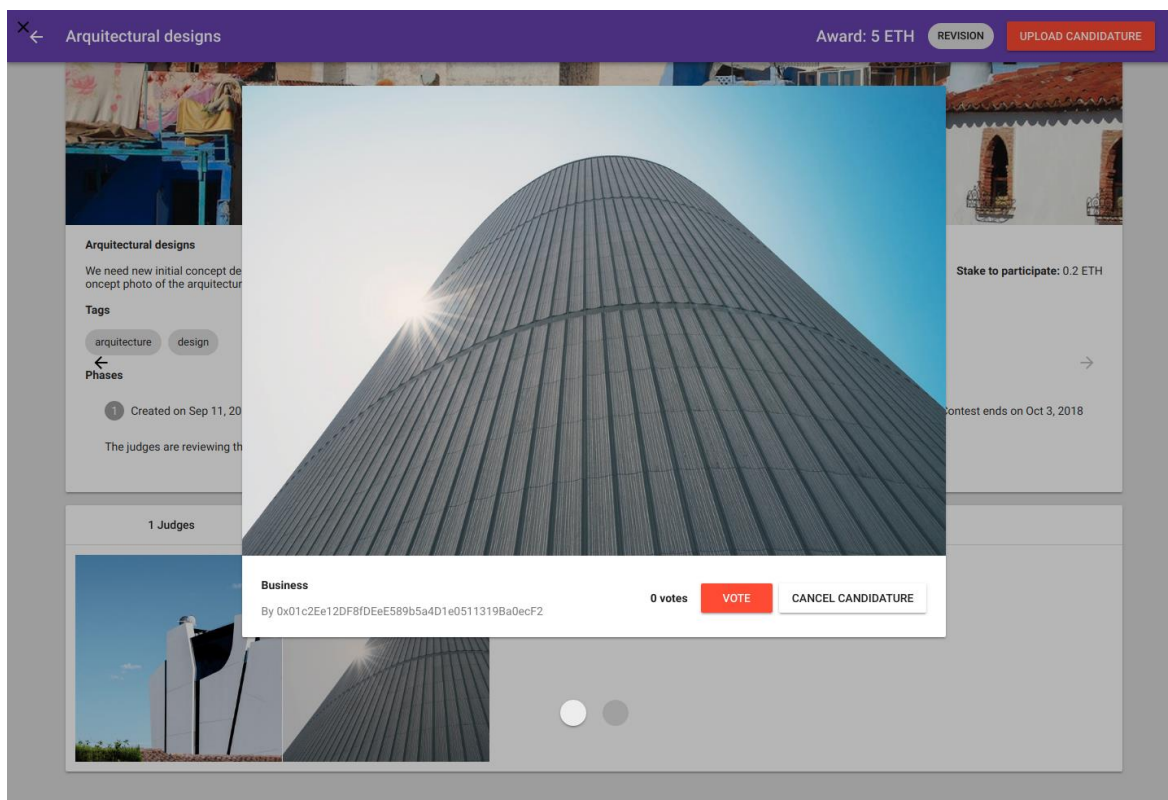 Arquitectural designs
Award: 5 ETH
REVISION
UPLOAD CANDIDATURE
Arquitectural designs
We need new initial concept de
oncept photo of the arquitectur
Stake to participate: 0.2 ETH
Tags
arquitecture
design
Phases
1 Created on Sep 11, 20
ontest ends on Oct 3, 2018
The judges are reviewing th
1 Judges
Business
By 0x01c2Ee12DF8fDEeE589b5a4D1e0511319Ba0ecF2
0 votes
VOTE
CANCEL CANDIDATURE